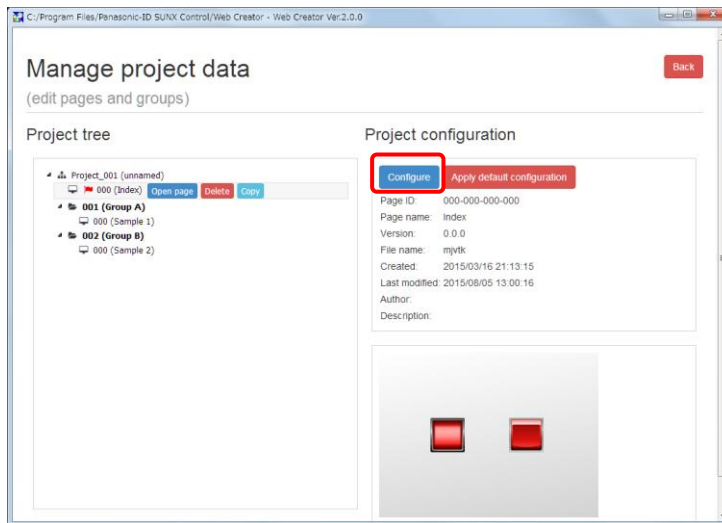 C:/Program Files/Panasonic-ID SUNX Control/Web Creator - Web Creator Ver.2.0.0
Manage project data
Back
(edit pages and groups)
Project tree
Project_001 (unnamed)
000 (Index) Open page Delete Copy
001 (Group A)
000 (Sample 1)
002 (Group B)
000 (Sample 2)
Project configuration
Configure Apply default configuration
Page ID: 000-000-000-000
Page name: Index
Version: 0.0.0
File name: mjvtk
Created: 2015/03/16 21:13:15
Last modified: 2015/08/05 13:00:16
Author:
Description: